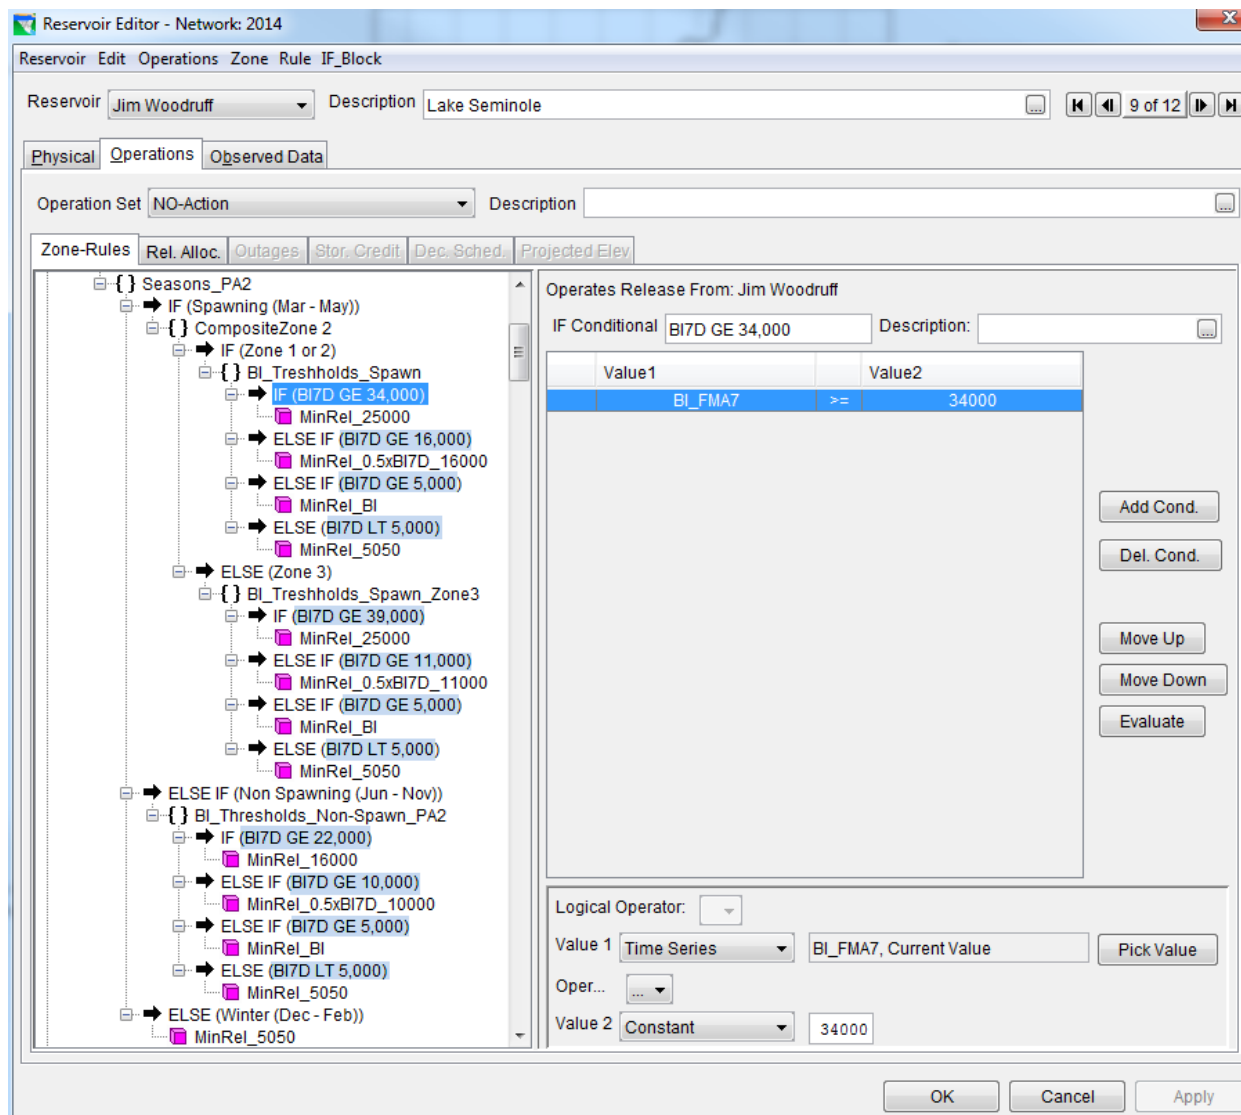 Reservoir Editor - Network: 2014
Reservoir Edit Operations Zone Rule IF_Block
Reservoir Jim Woodruff Description Lake Seminole ... 9 of 12
Physical Operations Observed Data
Operation Set NO-Action Description ...
Zone-Rules Rel. Alloc. Outages Stor. Credit Dec. Sched. Projected Elev
{ } Seasons_PA2
IF (Spawning (Mar - May))
{ } CompositeZone 2
IF (Zone 1 or 2)
{ } BI_Treshholds_Spawn
IF (BI7D GE 34,000)
MinRel_25000
ELSE IF (BI7D GE 16,000)
MinRel_0.5xBI7D_16000
ELSE IF (BI7D GE 5,000)
MinRel_BI
ELSE (BI7D LT 5,000)
MinRel_5050
ELSE (Zone 3)
{ } BI_Treshholds_Spawn_Zone3
IF (BI7D GE 39,000)
MinRel_25000
ELSE IF (BI7D GE 11,000)
MinRel_0.5xBI7D_11000
ELSE IF (BI7D GE 5,000)
MinRel_BI
ELSE (BI7D LT 5,000)
MinRel_5050
ELSE IF (Non Spawning (Jun - Nov))
{ } BI_Thresholds_Non-Spawn_PA2
IF (BI7D GE 22,000)
MinRel_16000
ELSE IF (BI7D GE 10,000)
MinRel_0.5xBI7D_10000
ELSE IF (BI7D GE 5,000)
MinRel_BI
ELSE (BI7D LT 5,000)
MinRel_5050
ELSE (Winter (Dec - Feb))
MinRel_5050
Operates Release From: Jim Woodruff
IF Conditional BI7D GE 34,000 Description: ...
Value1 Value2
BI_FMA7 >= 34000
Add Cond.
Del. Cond.
Move Up
Move Down
Evaluate
Logical Operator:
Value 1 Time Series BI_FMA7, Current Value Pick Value
Oper... ...
Value 2 Constant 34000
OK Cancel Apply